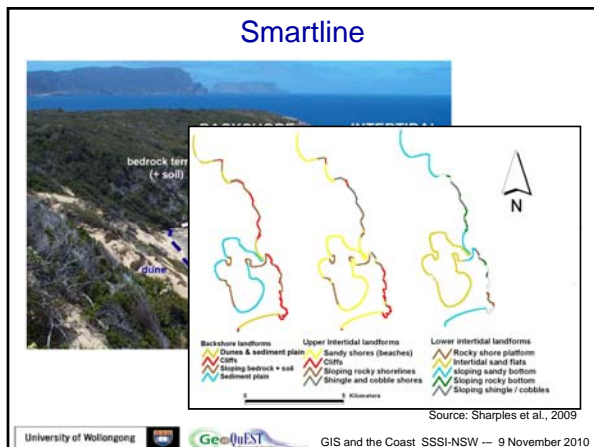 Smartline
BACKSHORE INTERTIDAL
bedrock terr
(+ soil)
dune
N
Backshore landforms
Dunes & sediment plain
Cliffs
Sloping bedrock + soil
Sediment plain
Upper Intertidal landforms
Sandy shores (beaches)
Cliffs
Sloping rocky shorelines
Shingle and cobble shores
Lower intertidal landforms
Rocky shore platform
Intertidal sand flats
sloping sandy bottom
Sloping rocky bottom
Sloping shingle / cobbles
0 5 Kilometers
Source: Sharples et al., 2009
University of Wollongong
GeoQuEST
GIS and the Coast SSSI-NSW --- 9 November 2010